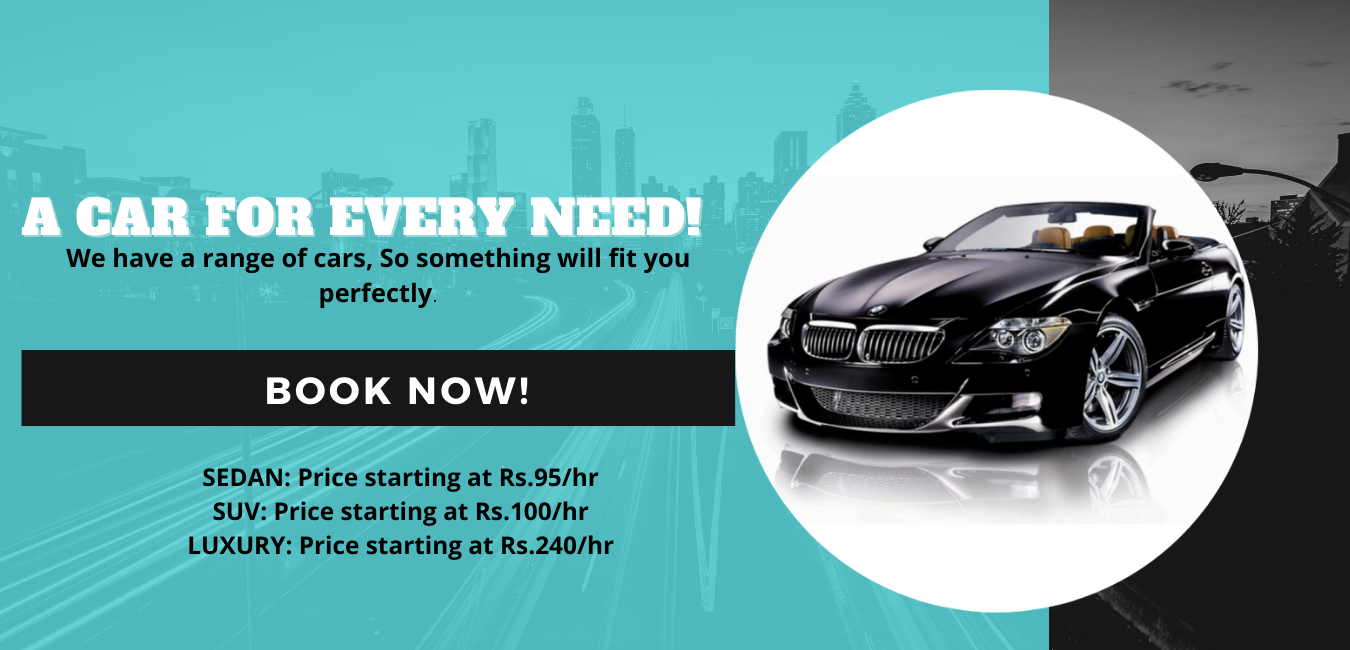 A CAR FOR EVERY NEED!
We have a range of cars, So something will fit you
perfectly.
BOOK NOW!
SEDAN: Price starting at Rs.95/hr
SUV: Price starting at Rs.100/hr
LUXURY: Price starting at Rs.240/hr